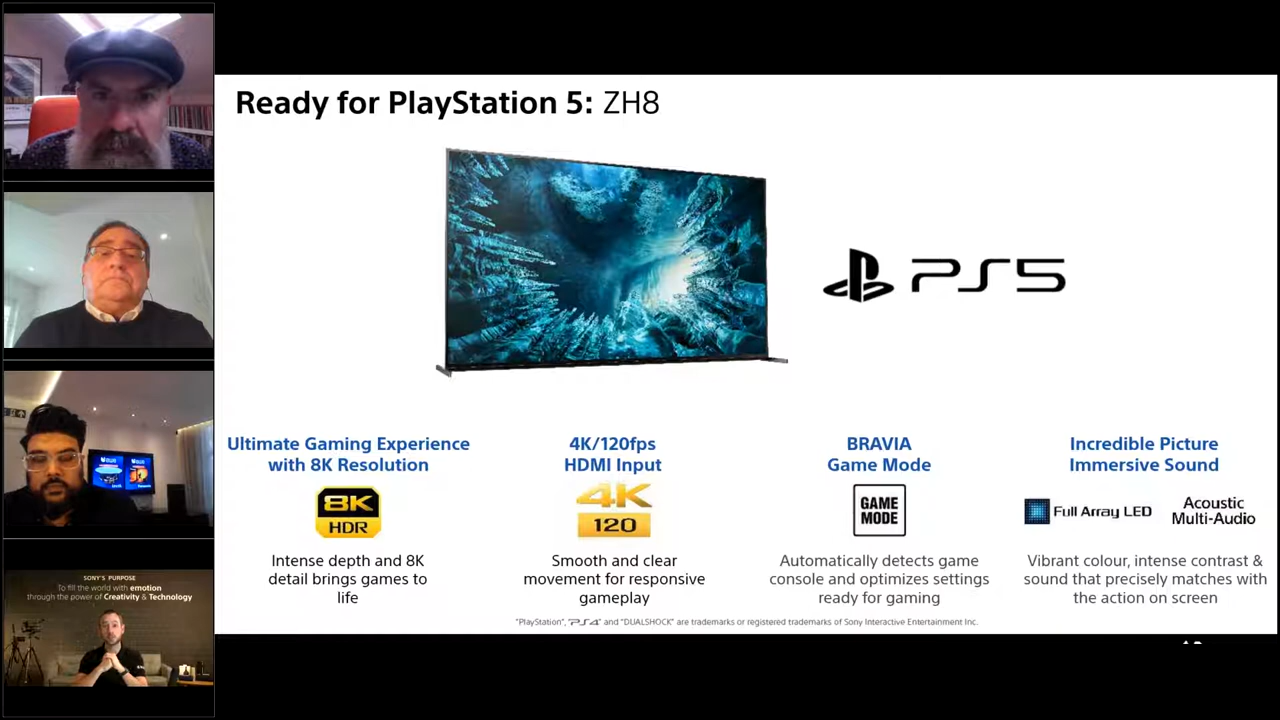 Ready for PlayStation 5: ZH8
PS5
Ultimate Gaming Experience
with 8K Resolution
8K
HDR
Intense depth and 8K
detail brings games to
life
4K/120fps
HDMI Input
4K
120
Smooth and clear
movement for responsive
gameplay
BRAVIA
Game Mode
GAME
MODE
Automatically detects game
console and optimizes settings
ready for gaming
Incredible Picture
Immersive Sound
Full Array LED
Acoustic
Multi-Audio
Vibrant colour, intense contrast &
sound that precisely matches with
the action on screen
"PlayStation", "PS4" and "DUALSHOCK" are trademarks or registered trademarks of Sony Interactive Entertainment Inc.
SONY'S PURPOSE
To fill the world with emotion
through the power of Creativity & Technology